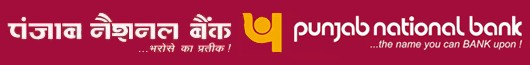 पंजाब नैशनल बैंक
...भरोसे का प्रतीक !
punjab national bank
...the name you can BANK upon !